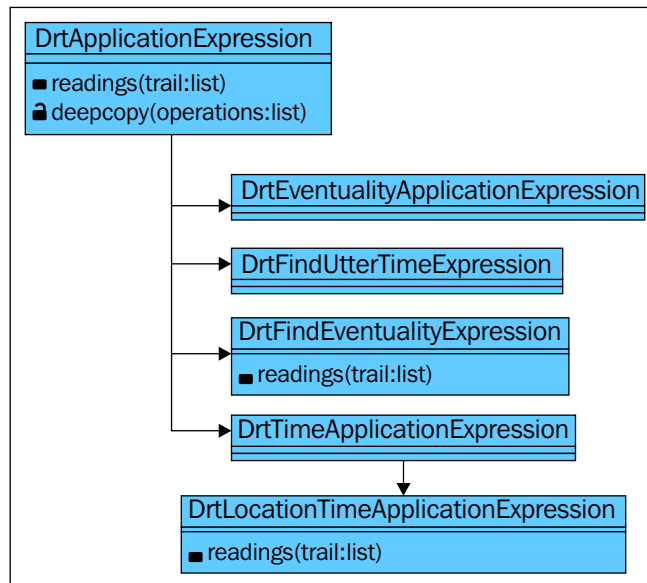 DrtApplicationExpression
readings(trail:list)
deepcopy(operations:list)
DrtEventualityApplicationExpression
DrtFindUtterTimeExpression
DrtFindEventualityExpression
readings(trail:list)
DrtTimeApplicationExpression
DrtLocationTimeApplicationExpression
readings(trail:list)